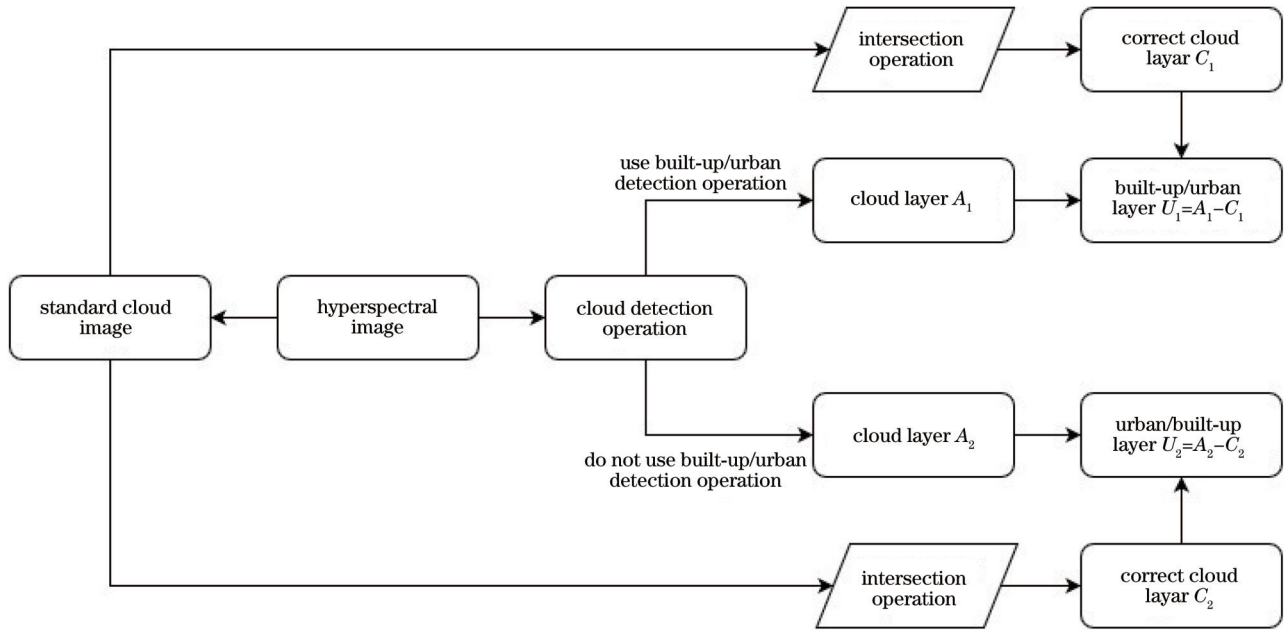 intersection
operation
correct cloud
layar C₁
use built-up/urban
detection operation
cloud layer A₁
built-up/urban
layer U₁=A₁−C₁
standard cloud
image
hyperspectral
image
cloud detection
operation
do not use built-up/urban
detection operation
cloud layer A₂
urban/built-up
layer U₂=A₂−C₂
intersection
operation
correct cloud
layar C₂